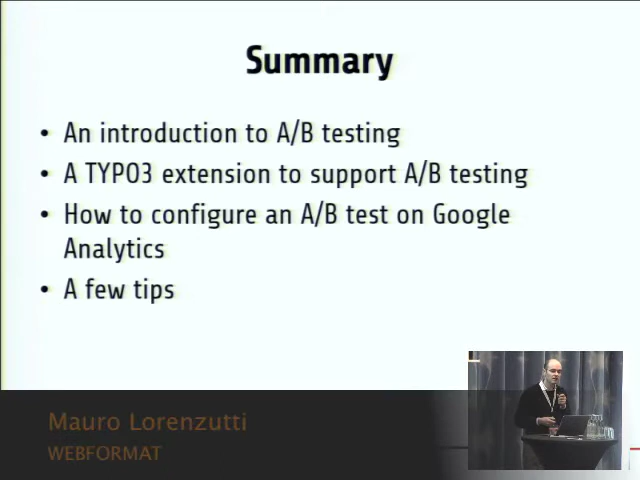 Summary
• An introduction to A/B testing
• A TYPO3 extension to support A/B testing
• How to configure an A/B test on Google
Analytics
• A few tips
Mauro Lorenzutti
WEBFORMAT